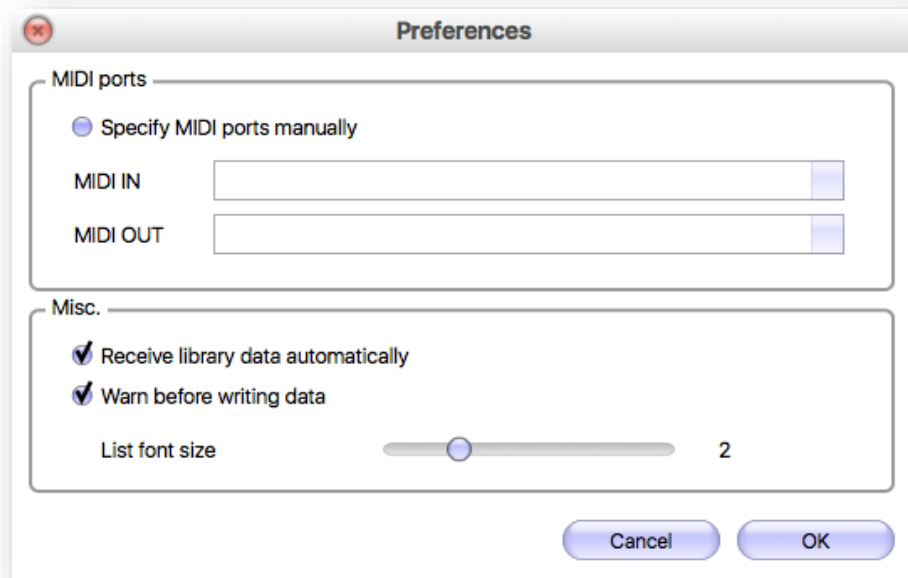 Preferences
MIDI ports
Specify MIDI ports manually
MIDI IN
MIDI OUT
Misc.
Receive library data automatically
Warn before writing data
List font size 2
Cancel OK